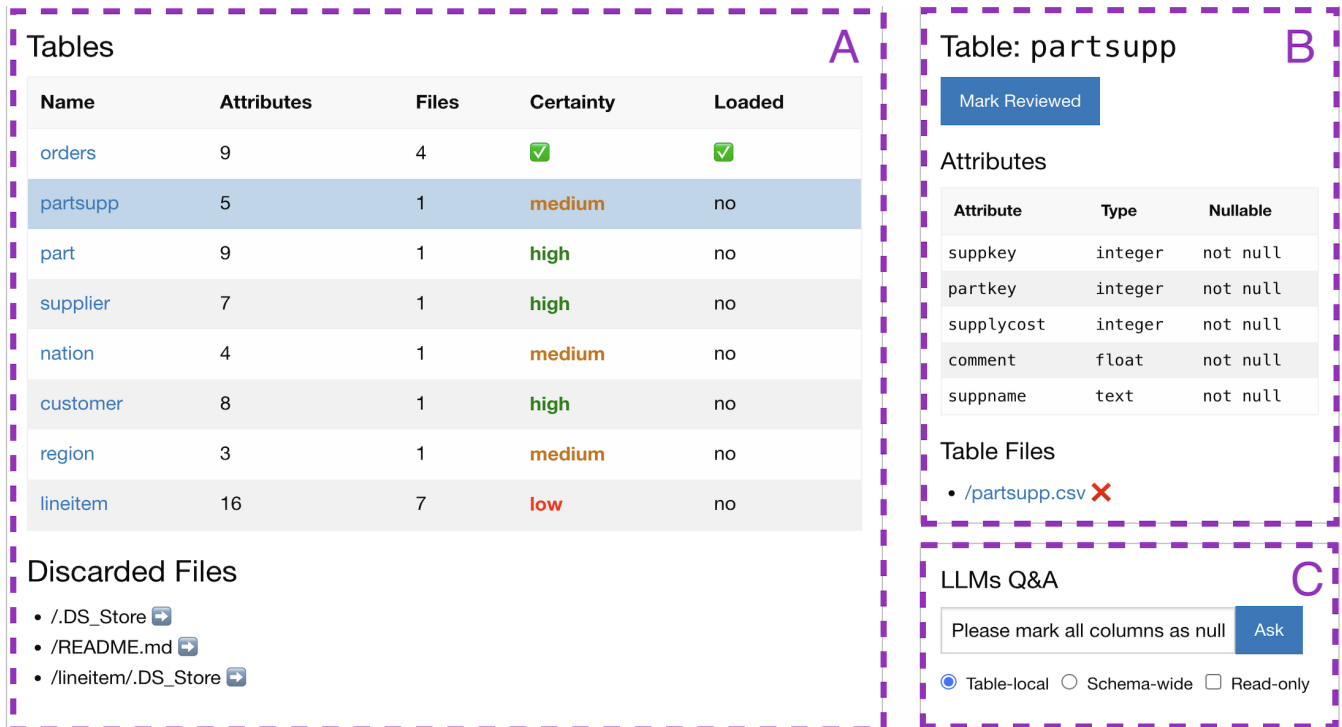 Tables
A
Name Attributes Files Certainty Loaded
orders 9 4 ✅ ✅
partsupp 5 1 medium no
part 9 1 high no
supplier 7 1 high no
nation 4 1 medium no
customer 8 1 high no
region 3 1 medium no
lineitem 16 7 low no
Discarded Files
• /.DS_Store ➡️
• /README.md ➡️
• /lineitem/.DS_Store ➡️
Table: partsupp
B
Mark Reviewed
Attributes
Attribute Type Nullable
suppkey integer not null
partkey integer not null
supplycost integer not null
comment float not null
suppname text not null
Table Files
• /partsupp.csv ❌
LLMs Q&A
C
Please mark all columns as null Ask
Table-local Schema-wide Read-only